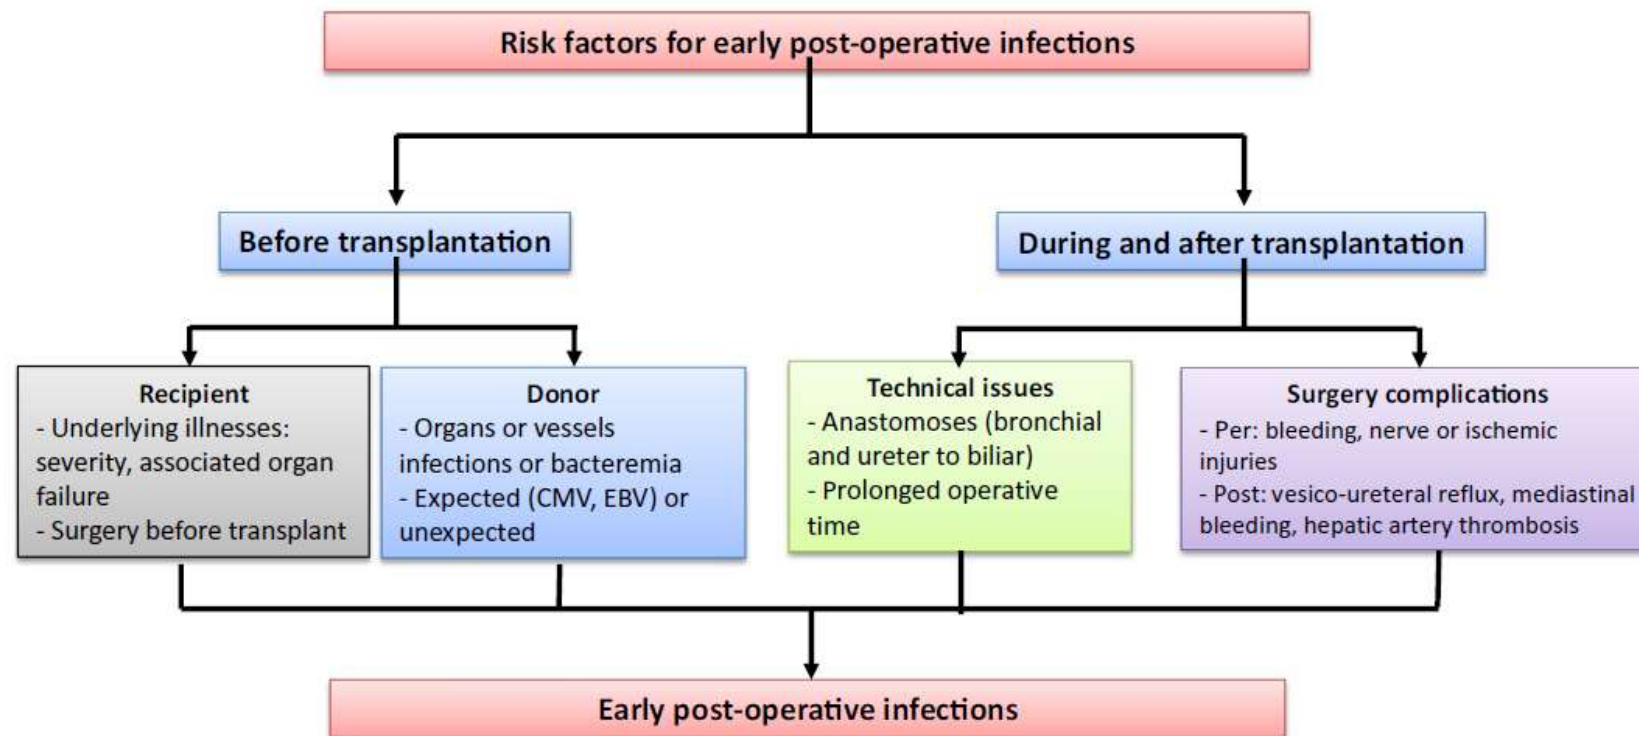 Risk factors for early post-operative infections
Before transplantation
During and after transplantation
Recipient
- Underlying illnesses:
severity, associated organ
failure
- Surgery before transplant
Donor
- Organs or vessels
infections or bacteremia
- Expected (CMV, EBV) or
unexpected
Technical issues
- Anastomoses (bronchial
and ureter to biliar)
- Prolonged operative
time
Surgery complications
- Per: bleeding, nerve or ischemic
injuries
- Post: vesico-ureteral reflux, mediastinal
bleeding, hepatic artery thrombosis
Early post-operative infections